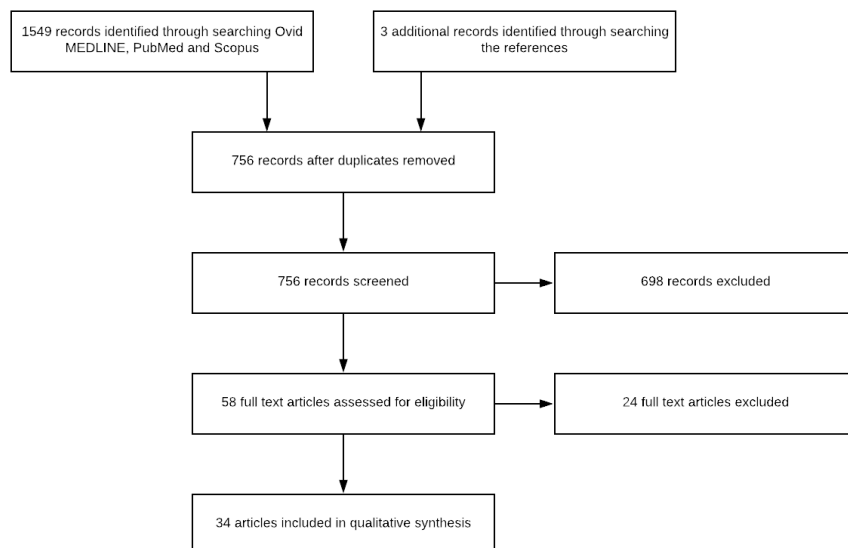 1549 records identified through searching Ovid
MEDLINE, PubMed and Scopus
3 additional records identified through searching
the references
756 records after duplicates removed
756 records screened
698 records excluded
58 full text articles assessed for eligibility
24 full text articles excluded
34 articles included in qualitative synthesis